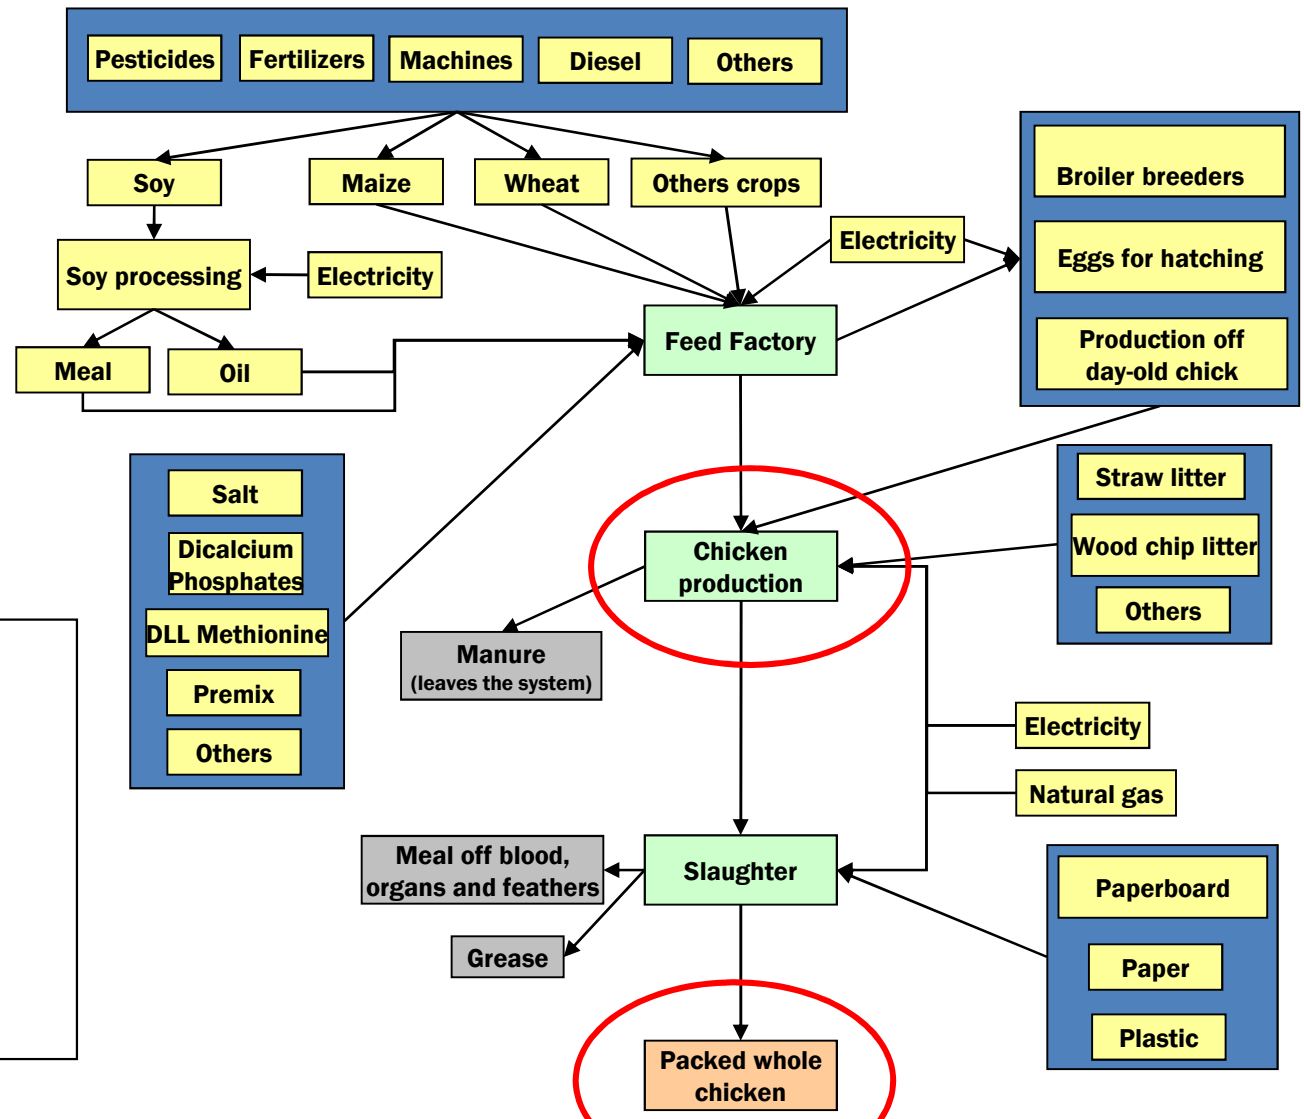 Pesticides
Fertilizers
Machines
Diesel
Others
Soy
Maize
Wheat
Others crops
Electricity
Broiler breeders
Eggs for hatching
Production off
day-old chick
Soy processing
Electricity
Meal
Oil
Feed Factory
Salt
Dicalcium
Phosphates
DLL Methionine
Premix
Others
Chicken
production
Straw litter
Wood chip litter
Others
Manure
(leaves the system)
Electricity
Natural gas
Meal off blood,
organs and feathers
Grease
Slaughter
Paperboard
Paper
Plastic
Packed whole
chicken